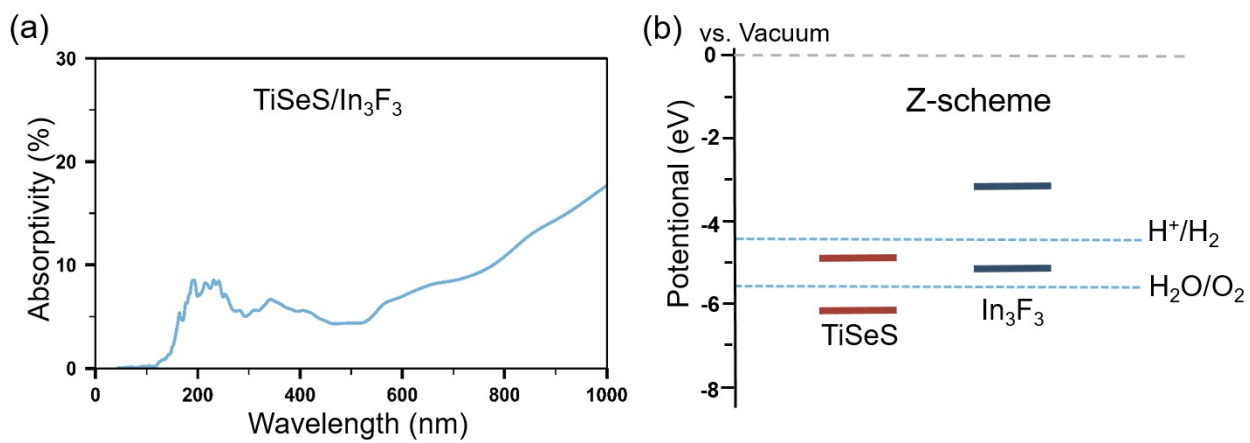 (a)
30
20
10
0
Absorptivity (%)
TiSeS/In₃F₃
0 200 400 600 800 1000
Wavelength (nm)
(b) vs. Vacuum
0
-2
-4
-6
-8
Potentional (eV)
Z-scheme
H⁺/H₂
H₂O/O₂
TiSeS
In₃F₃